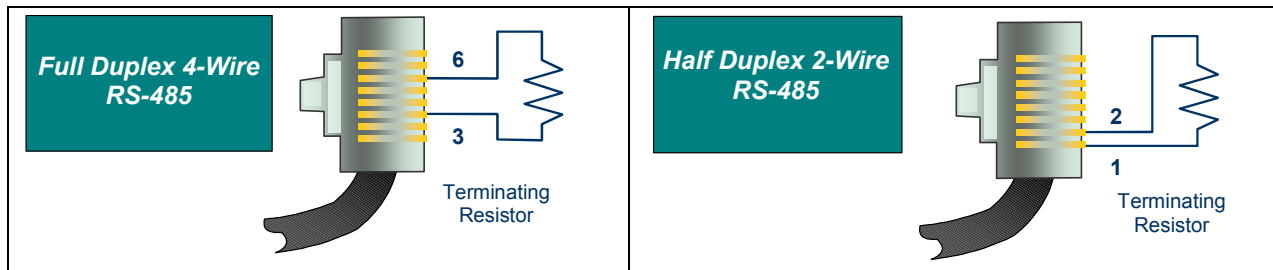 Full Duplex 4-Wire
RS-485
6
3
Terminating
Resistor
Half Duplex 2-Wire
RS-485
2
1
Terminating
Resistor